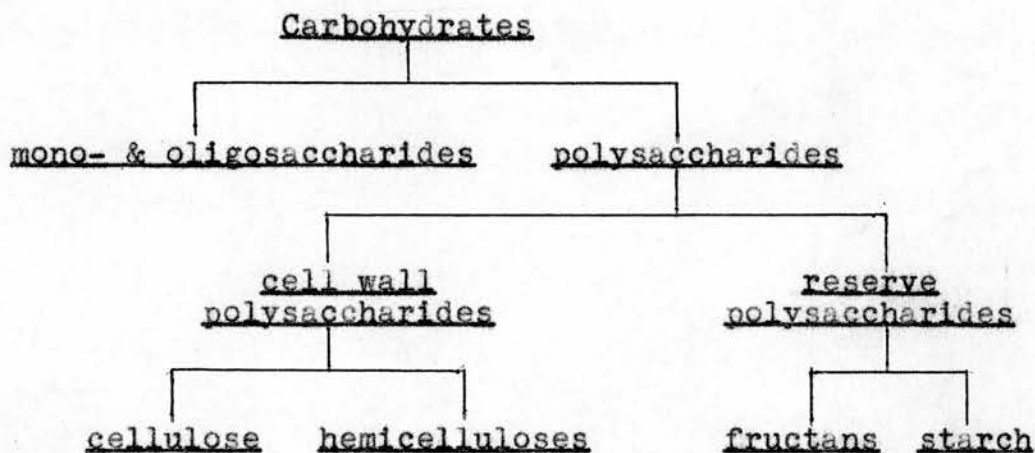 Carbohydrates
mono- & oligosaccharides
polysaccharides
cell wall
polysaccharides
reserve
polysaccharides
cellulose
hemicelluloses
fructans
starch